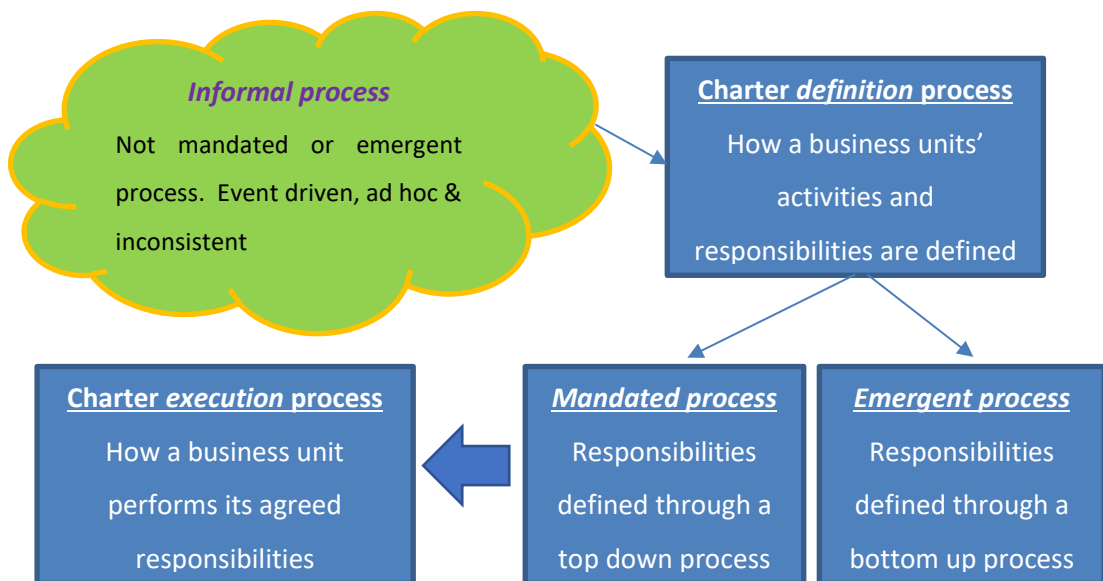 Informal process
Not mandated or emergent
process. Event driven, ad hoc &
inconsistent
Charter definition process
How a business units’
activities and
responsibilities are defined
Charter execution process
How a business unit
performs its agreed
responsibilities
Mandated process
Responsibilities
defined through a
top down process
Emergent process
Responsibilities
defined through a
bottom up process